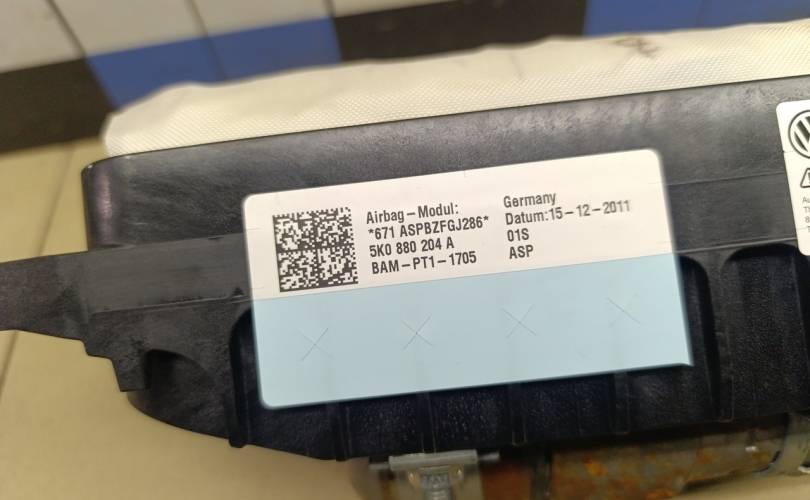 Airbag-Modul:
*671 ASPBZFGJ286*
5K0 880 204 A
BAM-PT1-1705
Germany
Datum:15-12-2011
01S
ASP